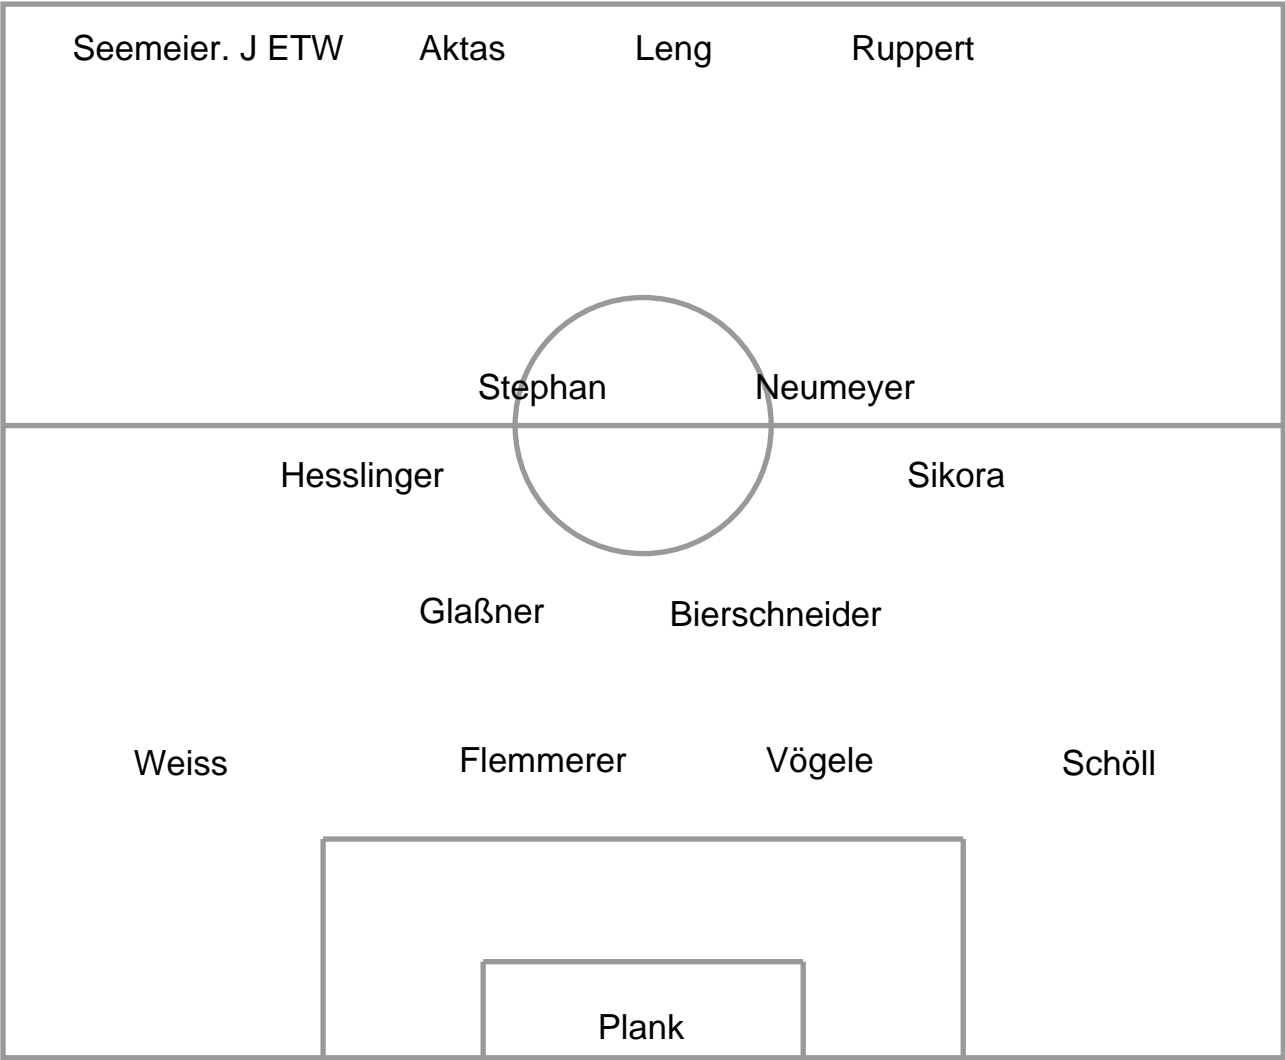 Seemeier. J ETW Aktas Leng Ruppert
Stephan Neumeyer
Hesslinger Sikora
Glaßner Bierschneider
Weiss Flemmerer Vögele Schöll
Plank